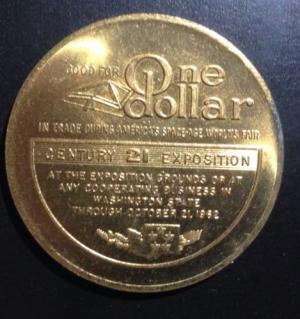 GOOD FOR One
dollar
IN TRADE DURING AMERICA'S SPACE-AGE WORLD'S FAIR
CENTURY 21 EXPOSITION
AT THE EXPOSITION GROUNDS OR AT
ANY COOPERATING BUSINESS IN
WASHINGTON STATE
THROUGH OCTOBER 21, 1962